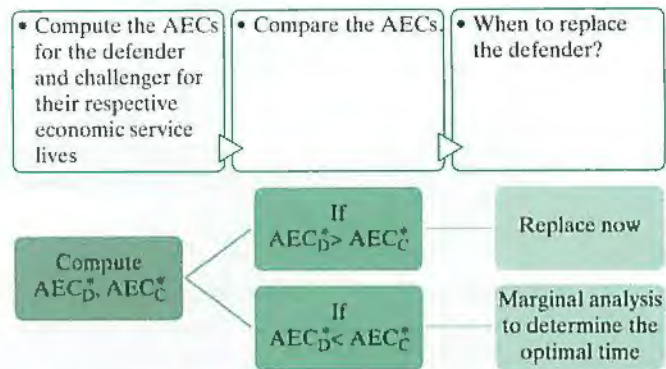 • Compute the AECs
for the defender
and challenger for
their respective
economic service
lives
• Compare the AECs.
• When to replace
the defender?
Compute
AEC*D, AEC*C
If
AEC*D > AEC*C
Replace now
If
AEC*D < AEC*C
Marginal analysis
to determine the
optimal time